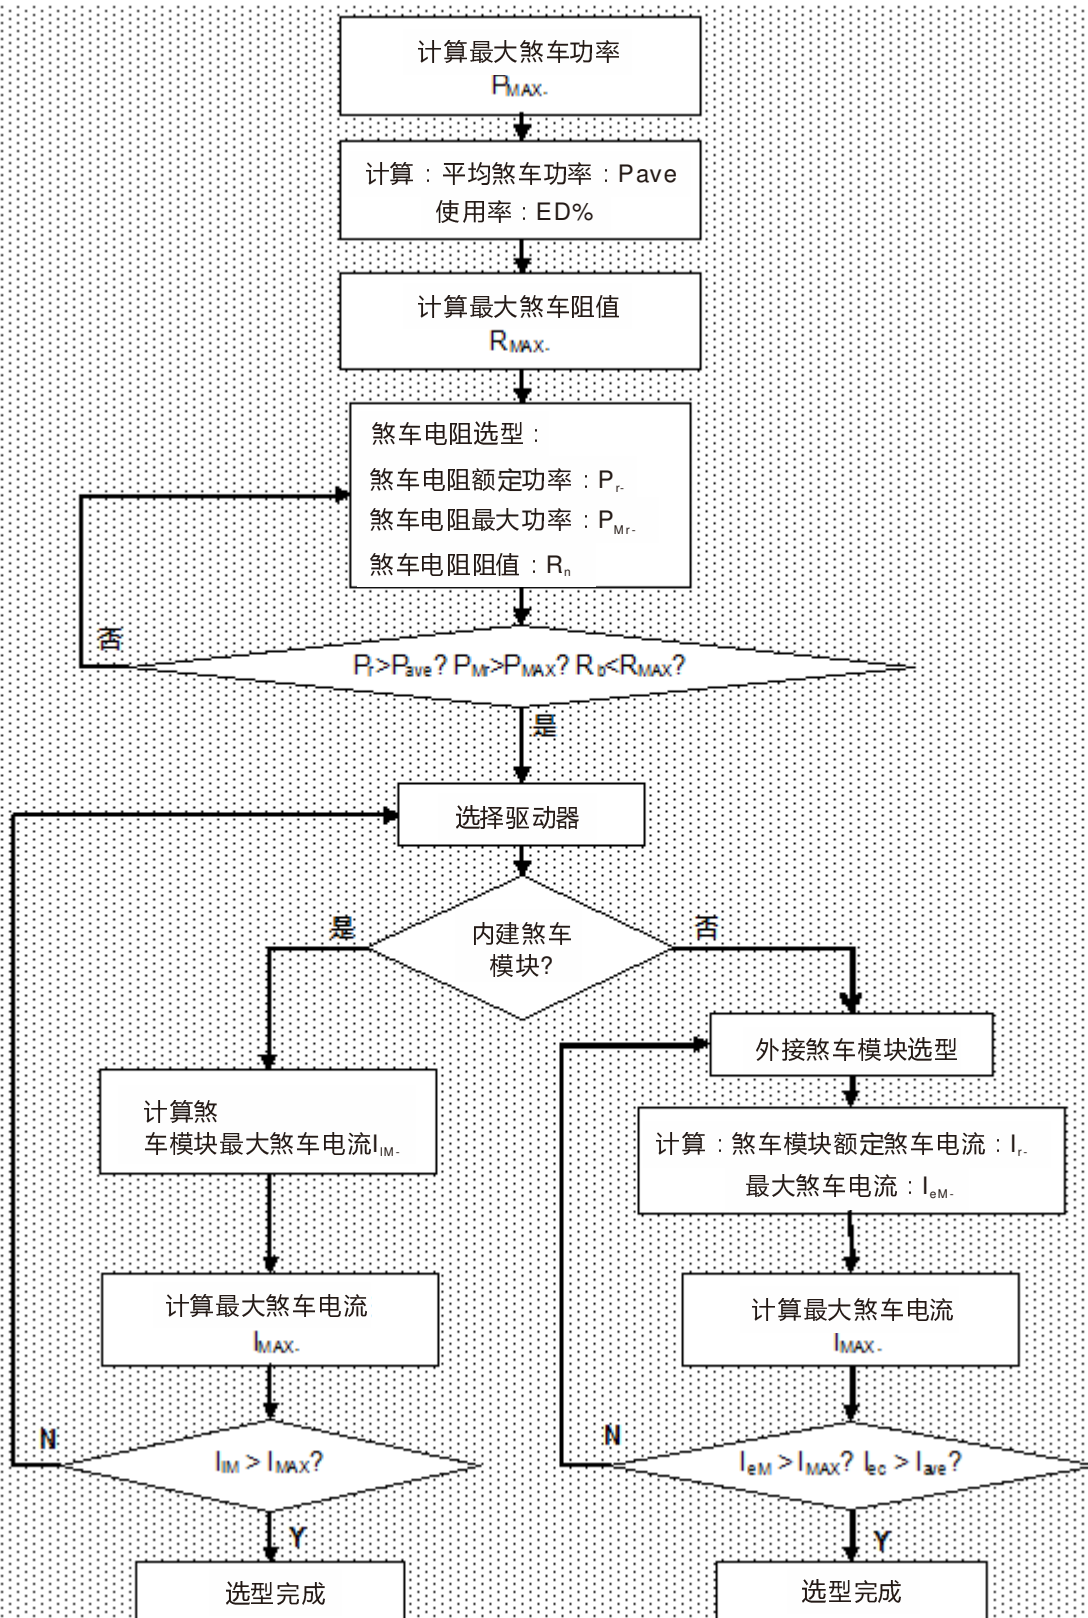 计算最大煞车功率
PMAX-
计算：平均煞车功率：Pave
使用率：ED%
计算最大煞车阻值
RMAX-
煞车电阻选型：
煞车电阻额定功率：Pr-
煞车电阻最大功率：PMr-
煞车电阻阻值：Rn
否
Pr>Pave? PMr>PMAX? Rb<RMAX?
是
选择驱动器
是
内建煞车
模块?
否
外接煞车模块选型
计算煞
车模块最大煞车电流IIM-
计算：煞车模块额定煞车电流：Ir-
最大煞车电流：IeM-
计算最大煞车电流
IMAX-
计算最大煞车电流
IMAX-
N
IIM > IMAX?
Y
选型完成
N
IeM > IMAX? Iec > Iave?
Y
选型完成